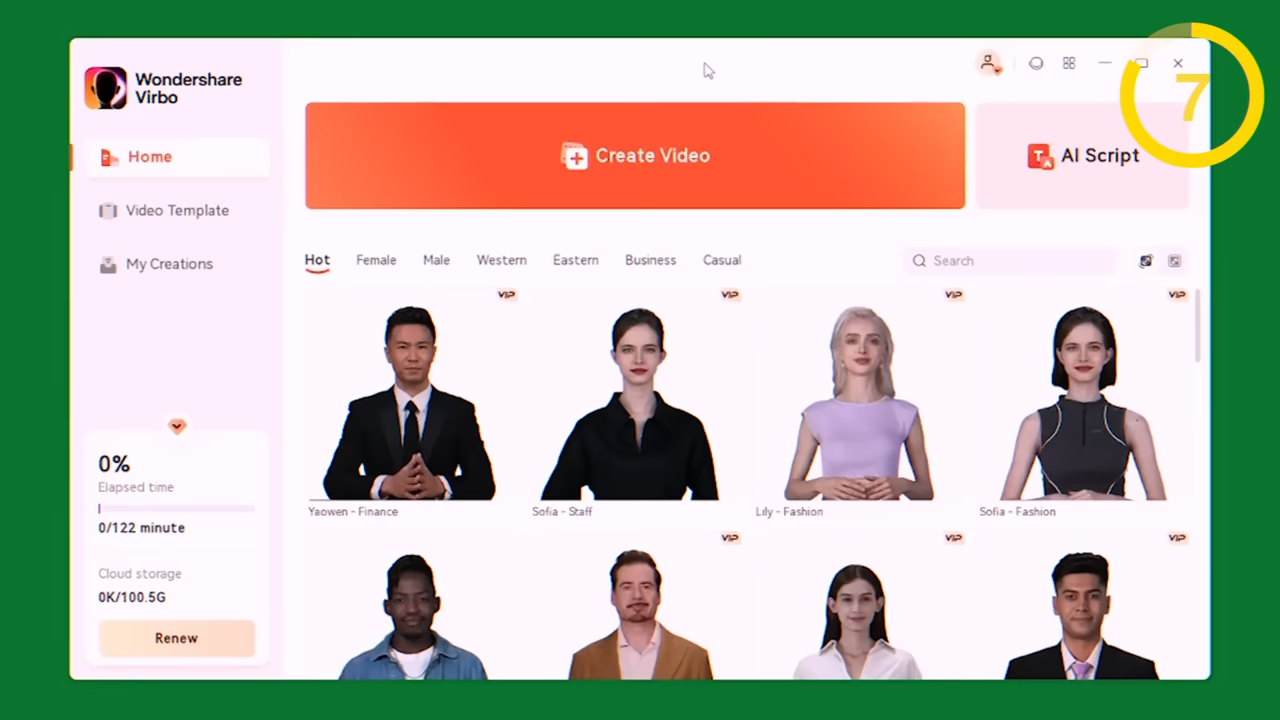 Wondershare
Virbo
7
Home
Video Template
My Creations
Create Video
AI Script
Hot
Female
Male
Western
Eastern
Business
Casual
Search
VIP
VIP
VIP
VIP
Yaowen - Finance
Sofia - Staff
Lily - Fashion
Sofia - Fashion
VIP
VIP
VIP
0%
Elapsed time
0/122 minute
Cloud storage
0K/100.5G
Renew